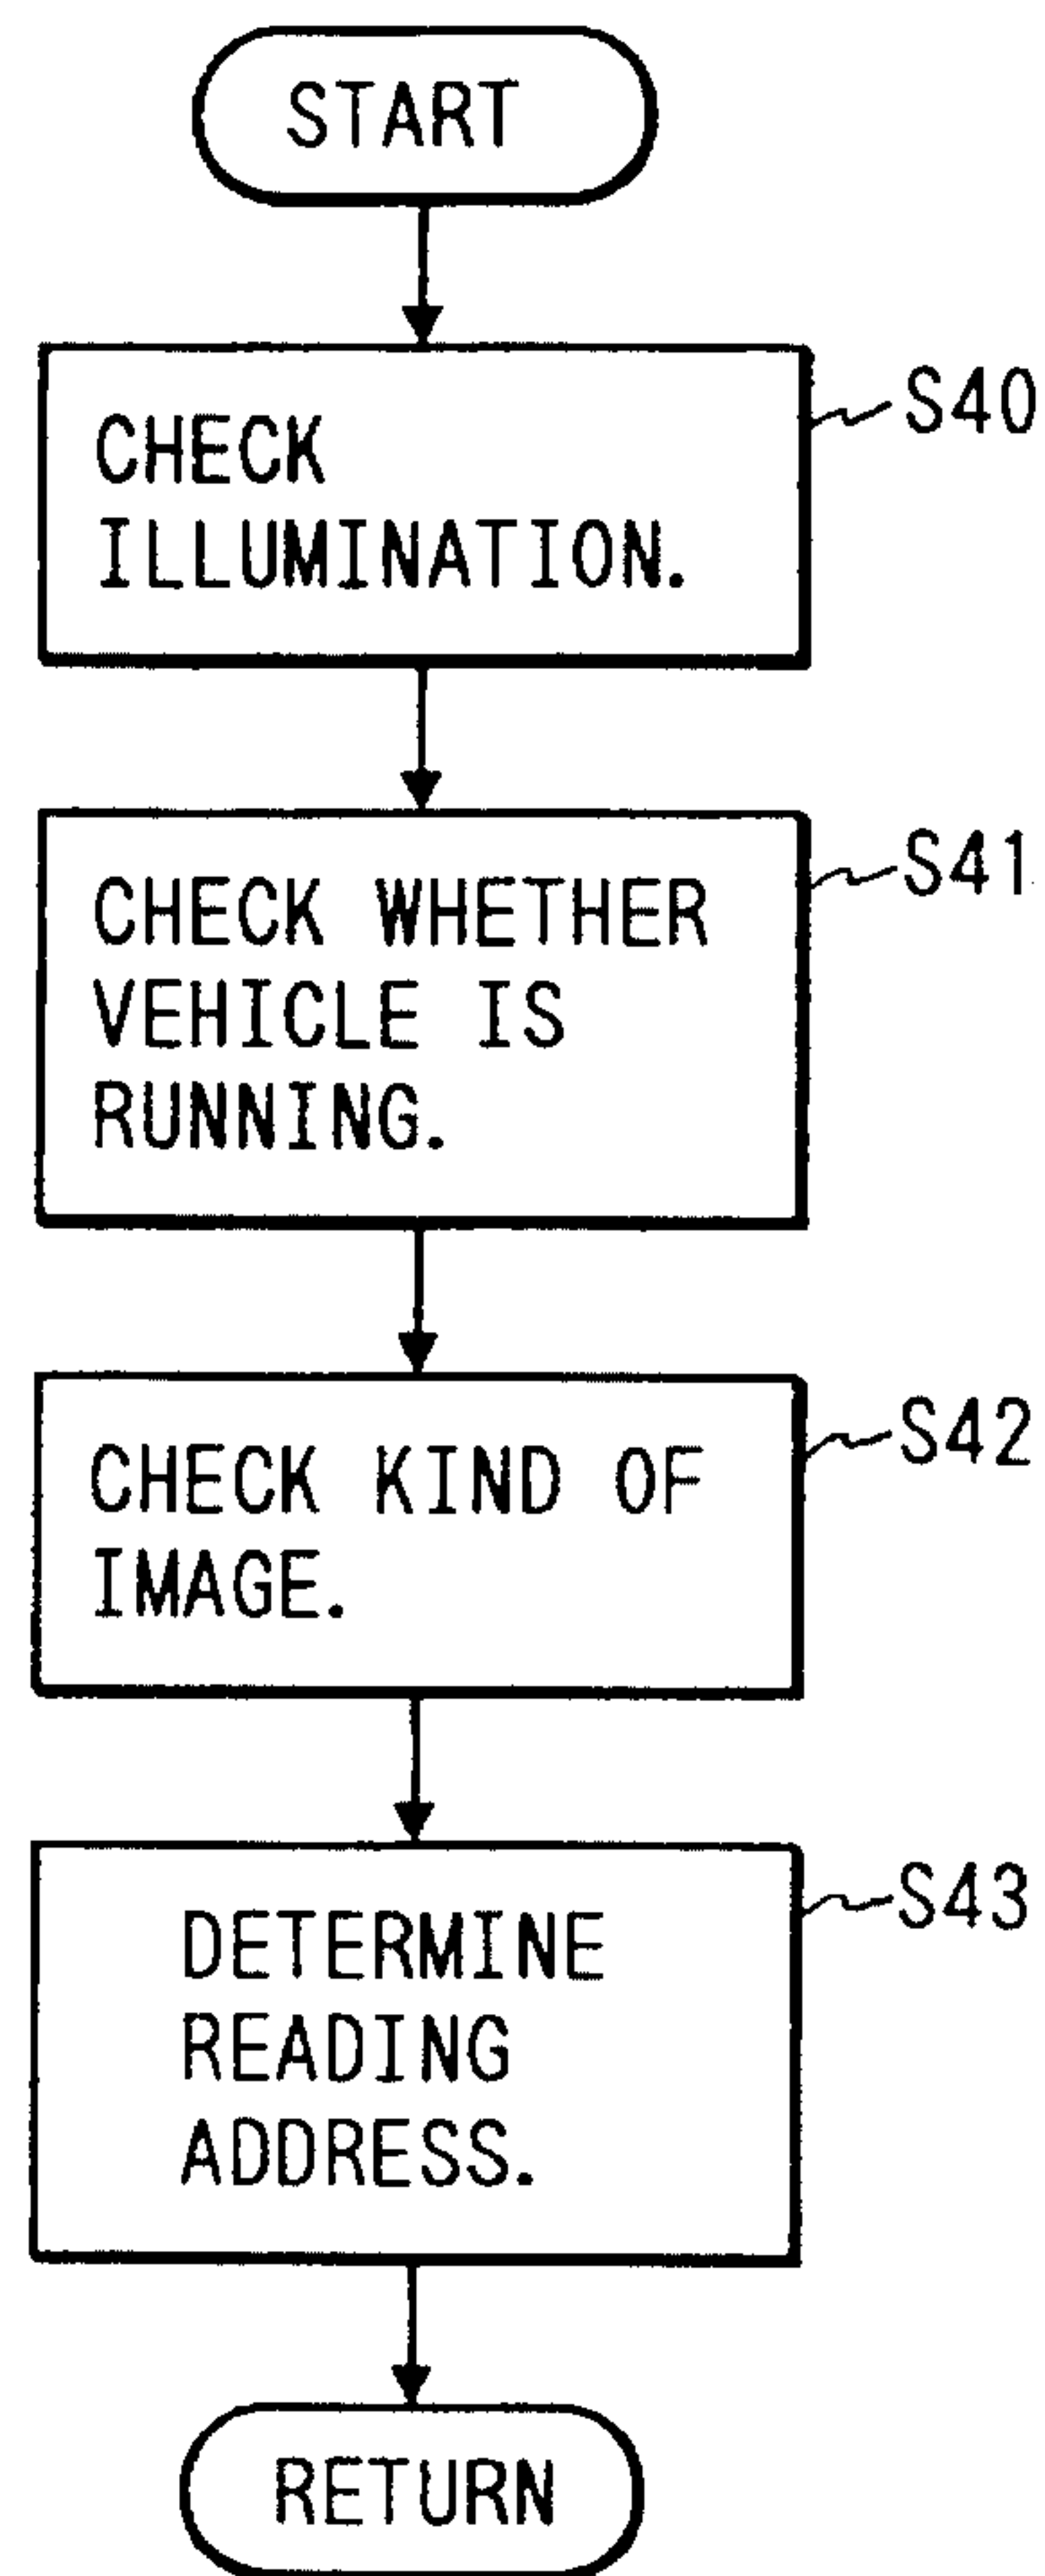 START
CHECK
ILLUMINATION.
S40
CHECK WHETHER
VEHICLE IS
RUNNING.
S41
CHECK KIND OF
IMAGE.
S42
DETERMINE
READING
ADDRESS.
S43
RETURN